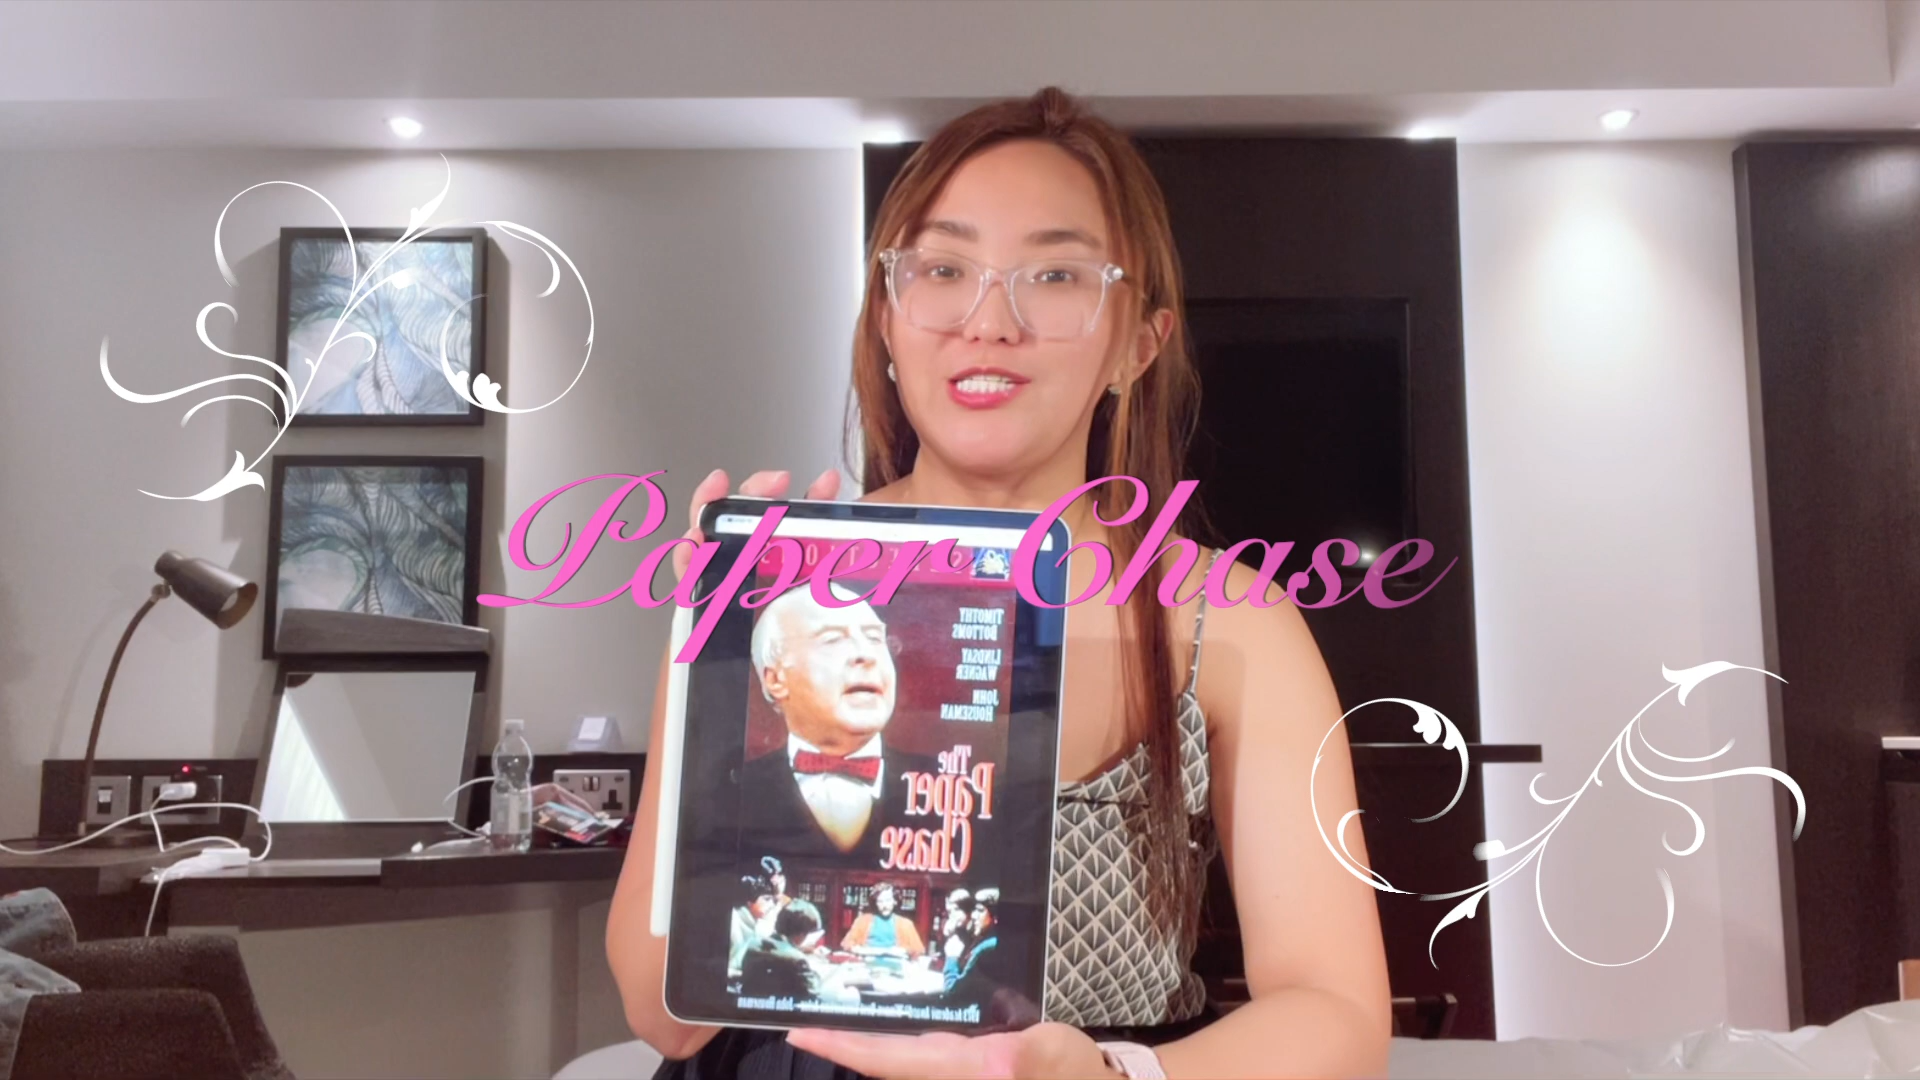 Paper Chase
TIMOTHY
BOTTOMS
LINDSAY
WAGNER
JOHN
HOUSEMAN
The
Paper
Chase